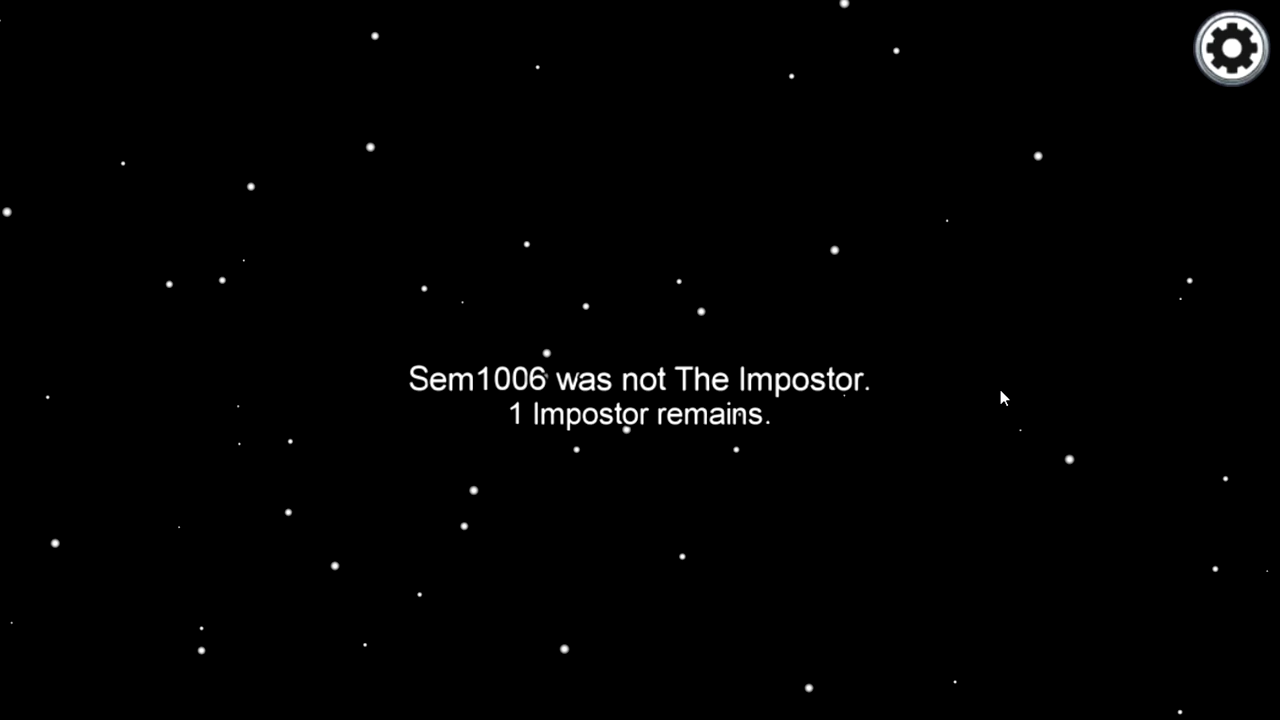 Sem1006 was not The Impostor.
1 Impostor remains.